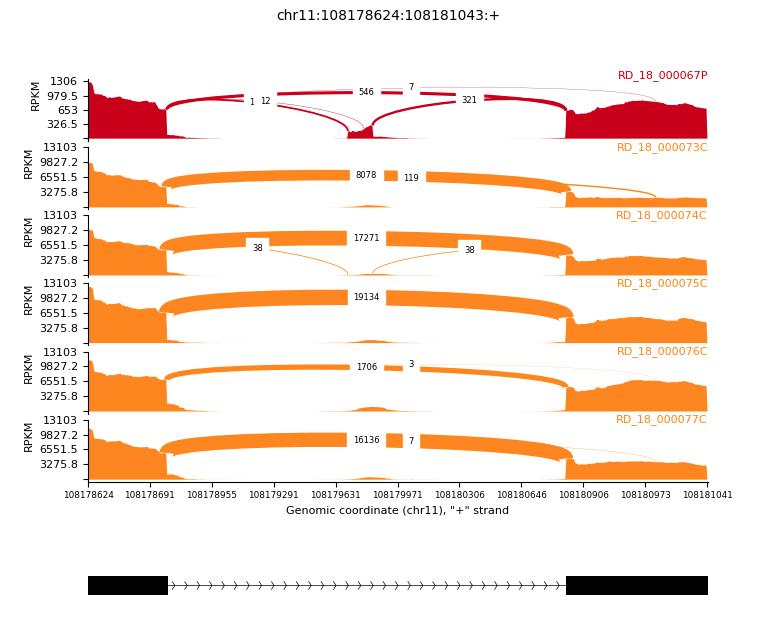 chr11:108178624:108181043:+
RD_18_000067P
RPKM
1306
979.5
653
326.5
1 12
546
7
321
RD_18_000073C
RPKM
13103
9827.2
6551.5
3275.8
8078
119
RD_18_000074C
RPKM
13103
9827.2
6551.5
3275.8
38
17271
38
RD_18_000075C
RPKM
13103
9827.2
6551.5
3275.8
19134
RD_18_000076C
RPKM
13103
9827.2
6551.5
3275.8
1706
3
RD_18_000077C
RPKM
13103
9827.2
6551.5
3275.8
16136
7
108178624 108178691 108178955 108179291 108179631 108179971 108180306 108180646 108180906 108180973 108181041
Genomic coordinate (chr11), "+" strand